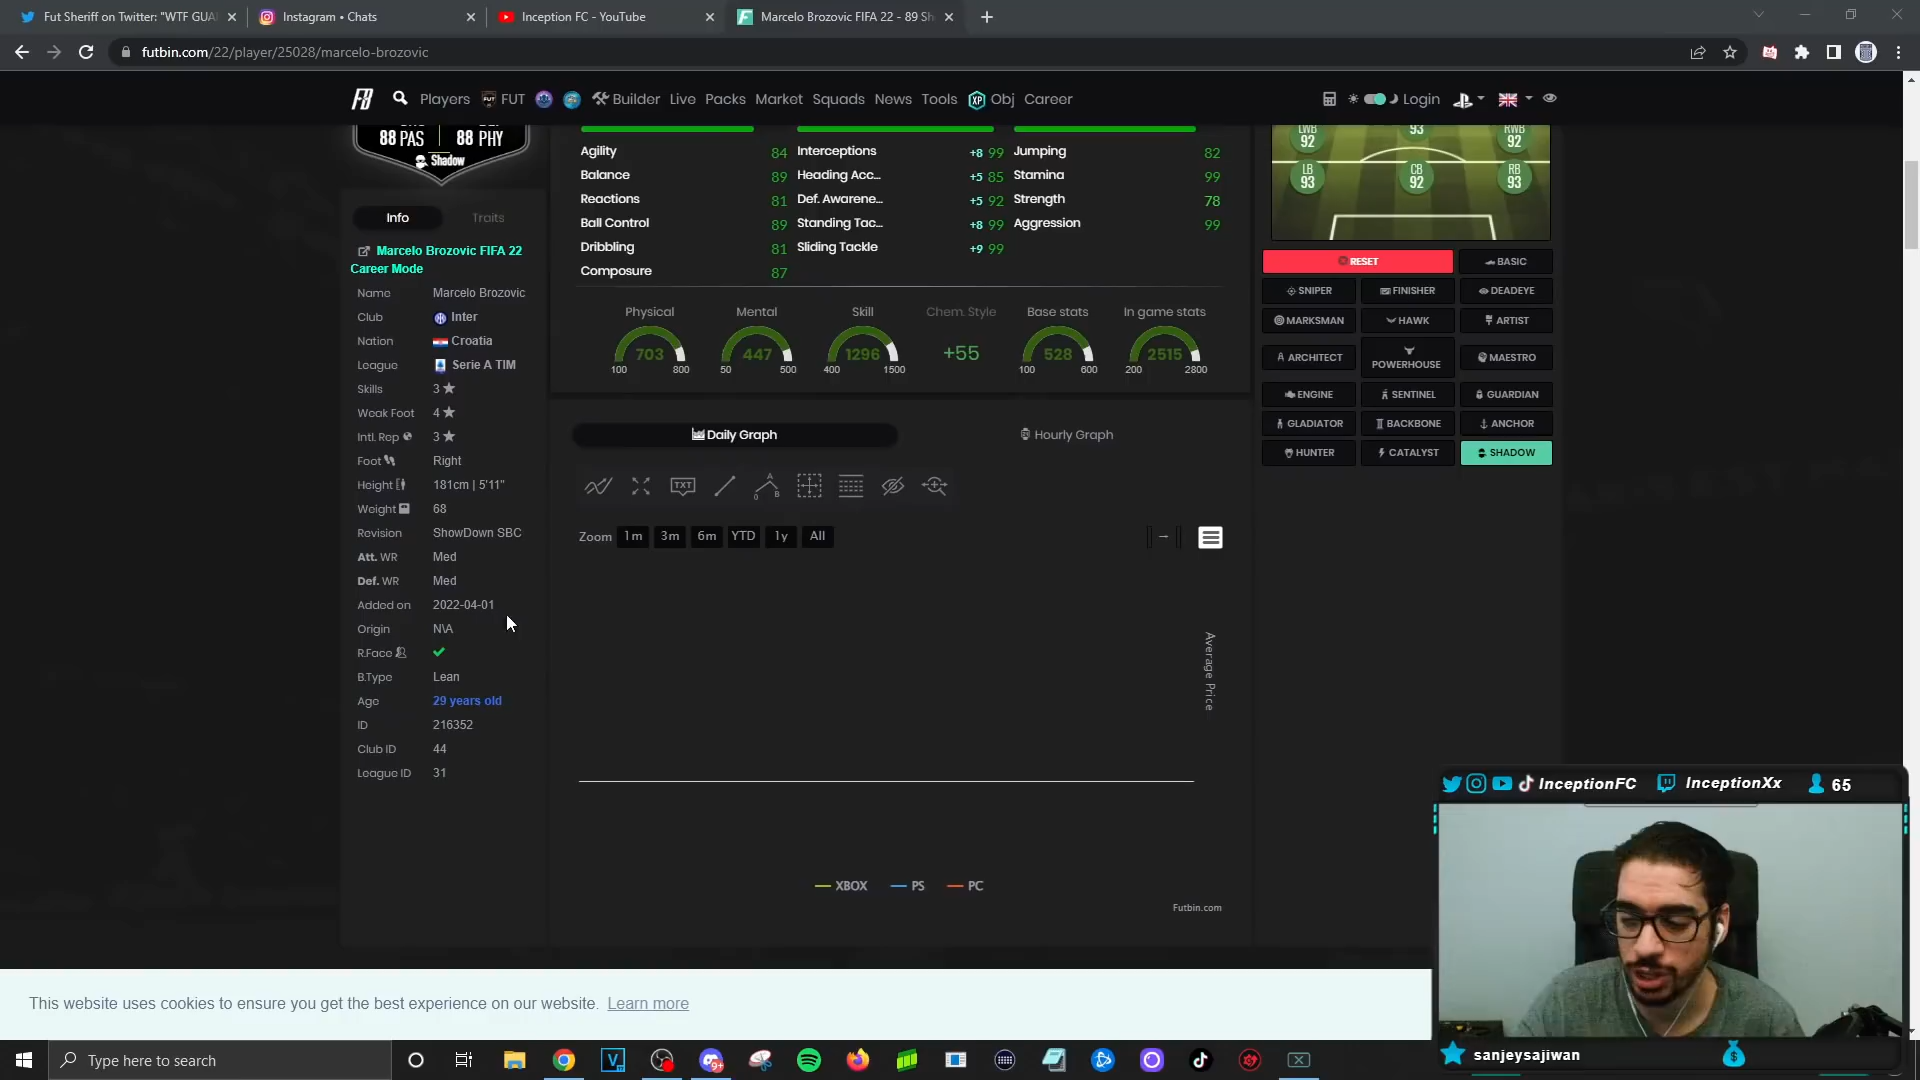 Fut Sheriff on Twitter: "WTF GUA
Instagram • Chats
Inception FC - YouTube
Marcelo Brozovic FIFA 22 - 89 Sh
futbin.com/22/player/25028/marcelo-brozovic
Players FUT Builder Live Packs Market Squads News Tools Obj Career Login
88 PAS 88 PHY
Shadow
Info Traits
Marcelo Brozovic FIFA 22
Career Mode
Name Marcelo Brozovic
Club Inter
Nation Croatia
League Serie A TIM
Skills 3
Weak Foot 4
Intl. Rep 3
Foot Right
Height 181cm | 5'11"
Weight 68
Revision ShowDown SBC
Att. WR Med
Def. WR Med
Added on 2022-04-01
Origin N\A
R.Face
B.Type Lean
Age 29 years old
ID 216352
Club ID 44
League ID 31
Agility 84 Interceptions +8 99 Jumping 82
Balance 89 Heading Acc... +5 85 Stamina 99
Reactions 81 Def. Awarene... +5 92 Strength 78
Ball Control 89 Standing Tac... +8 99 Aggression 99
Dribbling 81 Sliding Tackle +9 99
Composure 87
Physical Mental Skill Chem. Style Base stats In game stats
703 447 1296 +55 528 2515
100 800 50 500 400 1500 100 600 200 2800
Daily Graph Hourly Graph
TXT
Zoom 1m 3m 6m YTD 1y All →
Average Price
XBOX PS PC
Futbin.com
LWB 92 93 RWB 92
LB 93 CB 92 RB 93
RESET BASIC
SNIPER FINISHER DEADEYE
MARKSMAN HAWK ARTIST
ARCHITECT POWERHOUSE MAESTRO
ENGINE SENTINEL GUARDIAN
GLADIATOR BACKBONE ANCHOR
HUNTER CATALYST SHADOW
InceptionFC InceptionXx 65
sanjeysajiwan
This website uses cookies to ensure you get the best experience on our website. Learn more
Type here to search